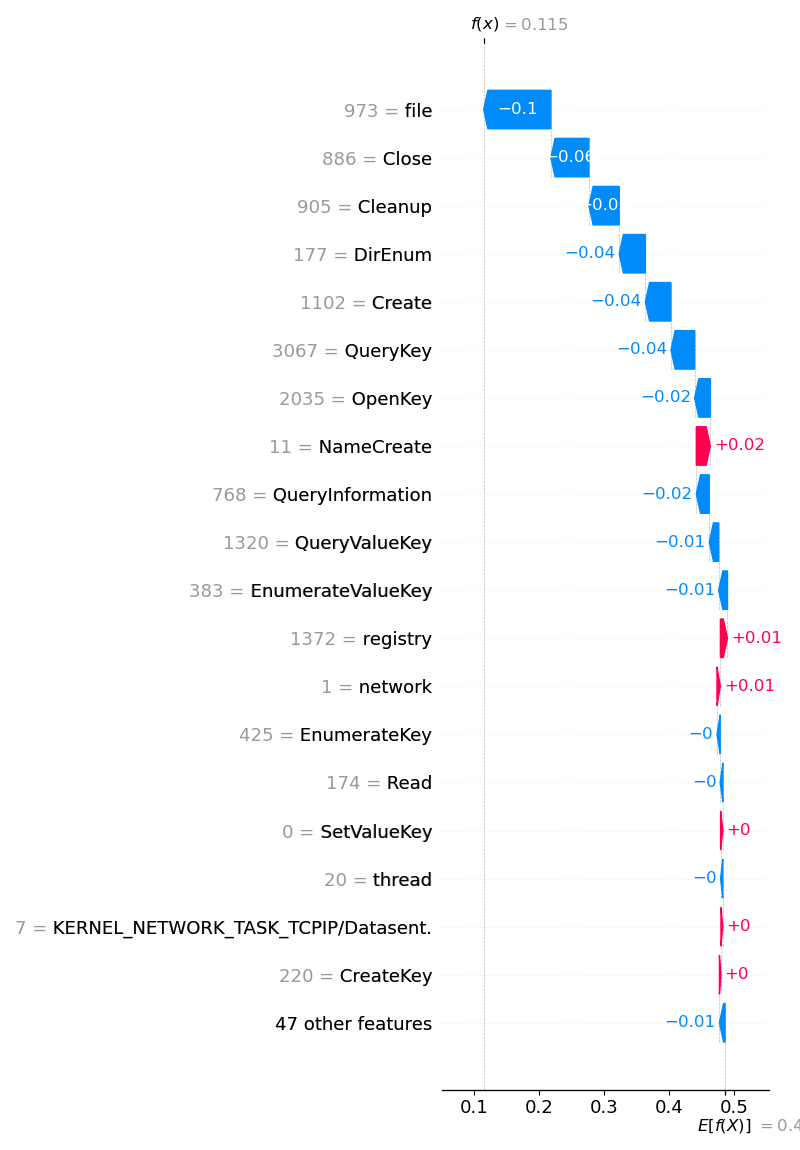 f(x) = 0.115
973 = file
−0.1
886 = Close
−0.06
905 = Cleanup
−0.0
177 = DirEnum
−0.04
1102 = Create
−0.04
3067 = QueryKey
−0.04
2035 = OpenKey
−0.02
11 = NameCreate
+0.02
768 = QueryInformation
−0.02
1320 = QueryValueKey
−0.01
383 = EnumerateValueKey
−0.01
1372 = registry
+0.01
1 = network
+0.01
425 = EnumerateKey
−0
174 = Read
−0
0 = SetValueKey
+0
20 = thread
−0
7 = KERNEL_NETWORK_TASK_TCPIP/Datasent.
+0
220 = CreateKey
+0
47 other features
−0.01
0.1 0.2 0.3 0.4 0.5
E[f(X)] = 0.4